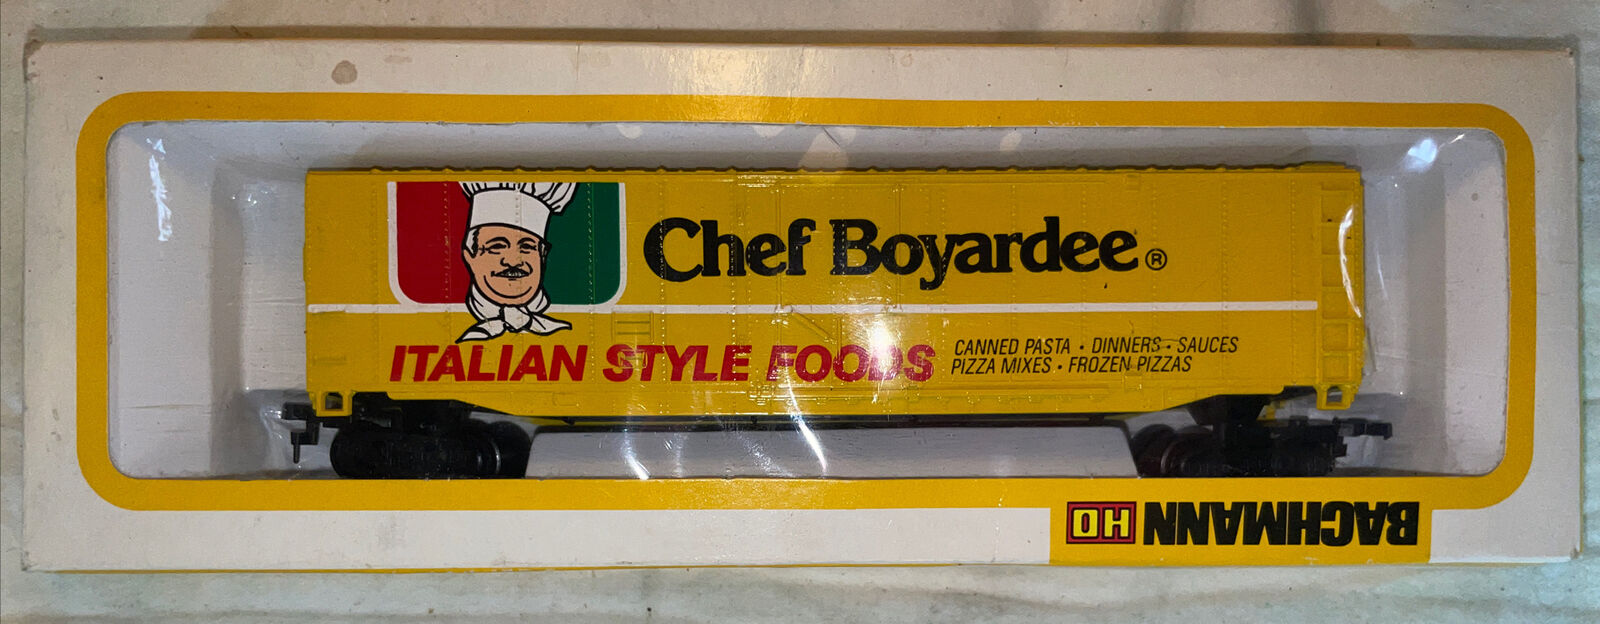 Chef Boyardee®
ITALIAN STYLE FOODS
CANNED PASTA · DINNERS · SAUCES
PIZZA MIXES · FROZEN PIZZAS
BACHMANN HO